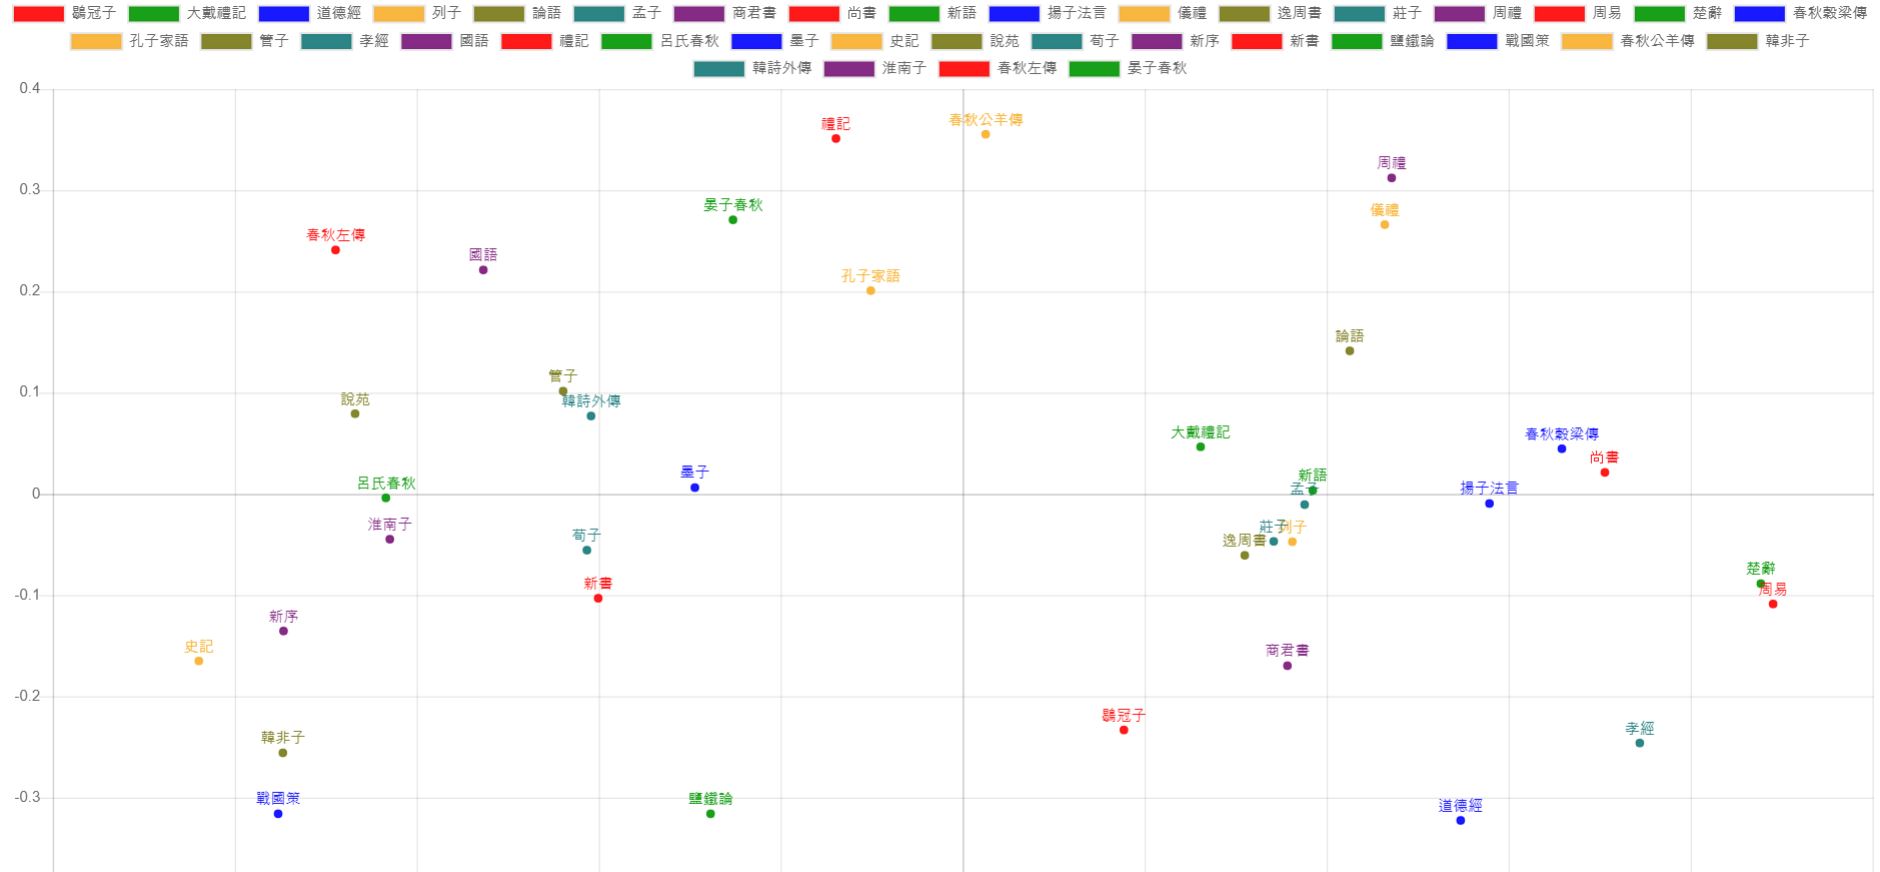 鶡冠子 大戴禮記 道德經 列子 論語 孟子 商君書 尚書 新語 揚子法言 儀禮 逸周書 莊子 周禮 周易 楚辭 春秋穀梁傳
孔子家語 管子 孝經 國語 禮記 呂氏春秋 墨子 史記 說苑 荀子 新序 新書 鹽鐵論 戰國策 春秋公羊傳 韓非子
韓詩外傳 淮南子 春秋左傳 晏子春秋
0.4
春秋公羊傳
禮記
周禮
0.3
儀禮
晏子春秋
春秋左傳
國語
0.2
孔子家語
論語
0.1
管子
說苑
韓詩外傳
大戴禮記
春秋穀梁傳
尚書
墨子
新語
呂氏春秋
揚子法言
孟子
0
淮南子
莊子
列子
荀子
逸周書
楚辭
新書
周易
-0.1
新序
史記
商君書
-0.2
鶡冠子
孝經
韓非子
-0.3
戰國策
鹽鐵論
道德經